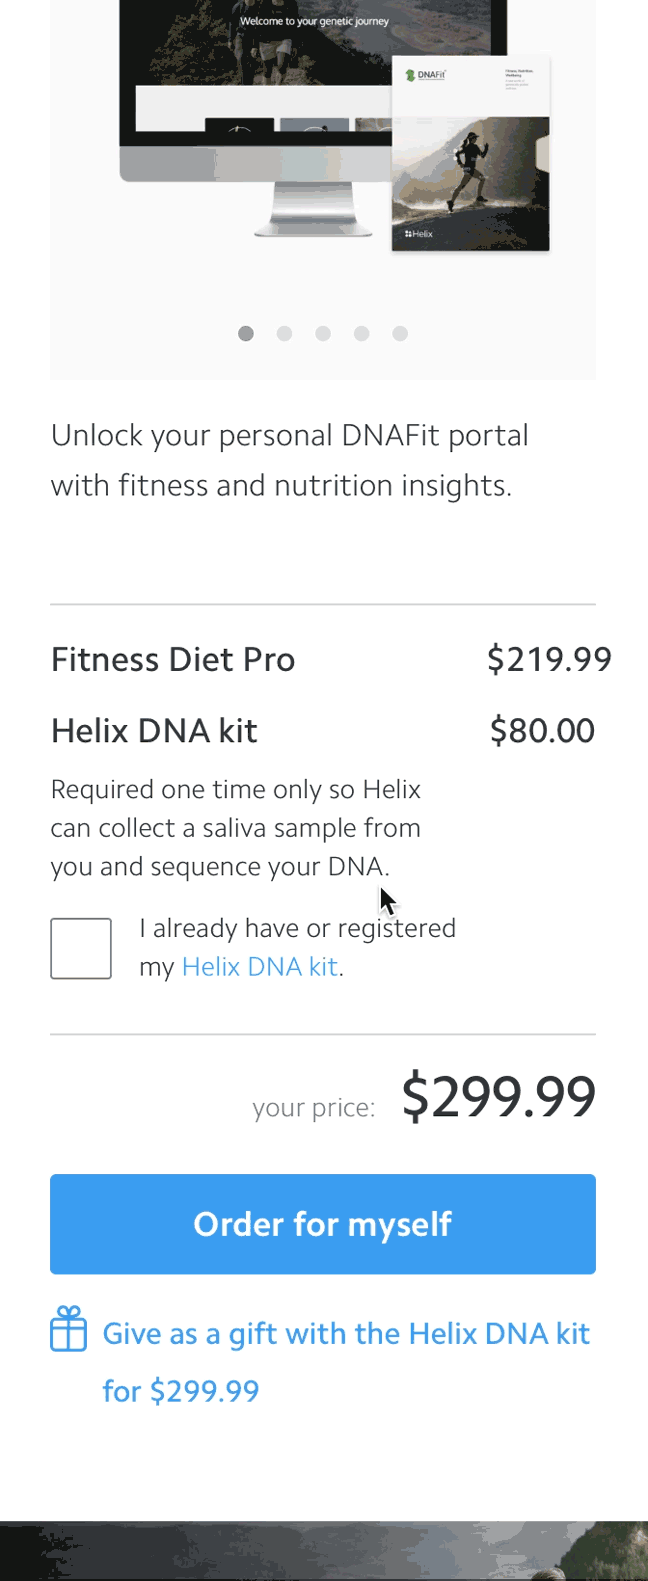 Welcome to your genetic journey
DNAFit
Helix
Unlock your personal DNAFit portal
with fitness and nutrition insights.
Fitness Diet Pro $219.99
Helix DNA kit $80.00
Required one time only so Helix
can collect a saliva sample from
you and sequence your DNA.
I already have or registered
my Helix DNA kit.
your price: $299.99
Order for myself
Give as a gift with the Helix DNA kit
for $299.99